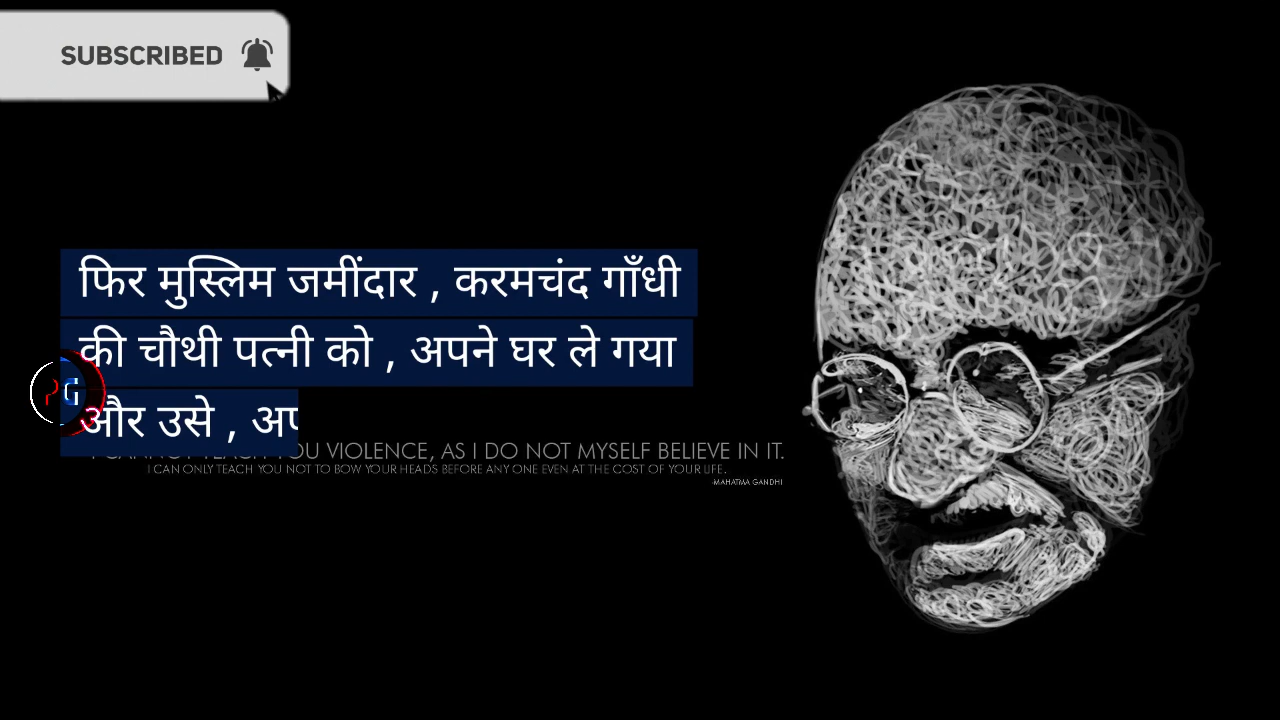 SUBSCRIBED
फिर मुस्लिम जमींदार , करमचंद गाँधी
की चौथी पत्नी को , अपने घर ले गया
और उसे ,
PG
VIOLENCE, AS I DO NOT MYSELF BELIEVE IN IT.
I CAN ONLY TEACH YOU NOT TO BOW YOUR HEADS BEFORE ANY ONE EVEN AT THE COST OF YOUR LIFE.
-MAHATMA GANDHI